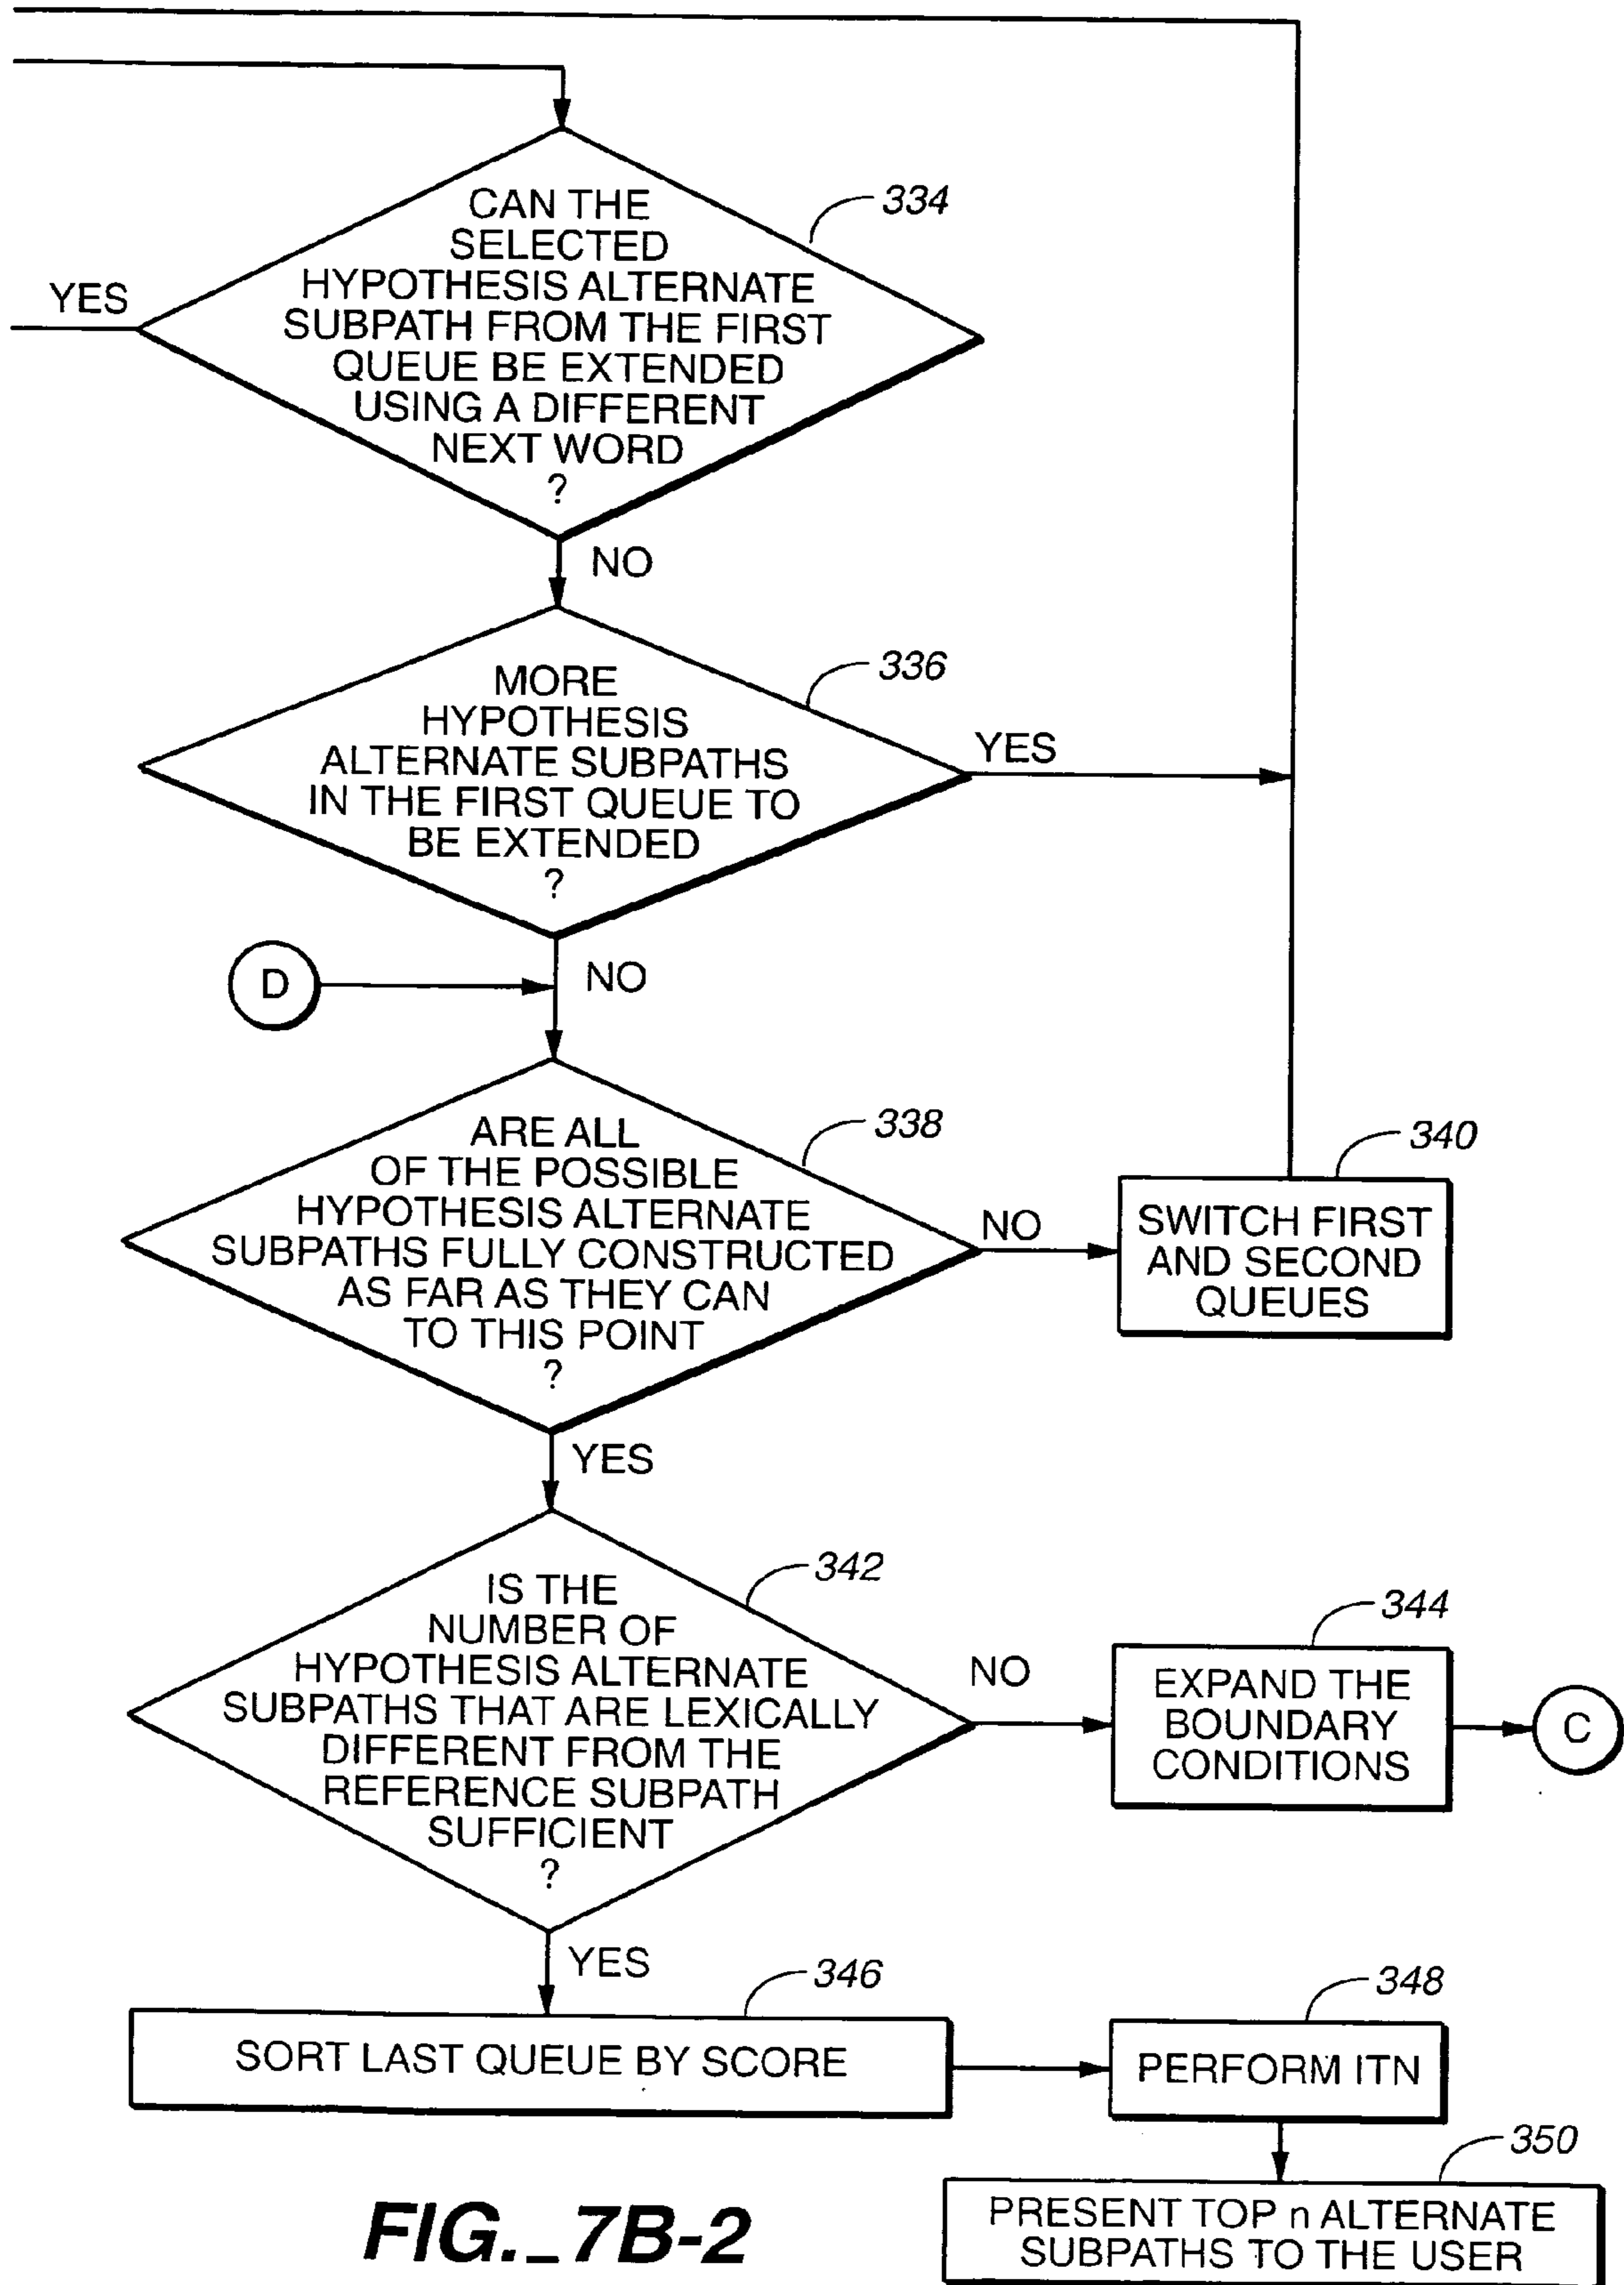 334
CAN THE
SELECTED
HYPOTHESIS ALTERNATE
SUBPATH FROM THE FIRST
QUEUE BE EXTENDED
USING A DIFFERENT
NEXT WORD
?
YES
NO
336
MORE
HYPOTHESIS
ALTERNATE SUBPATHS
IN THE FIRST QUEUE TO
BE EXTENDED
?
YES
D
NO
338
ARE ALL
OF THE POSSIBLE
HYPOTHESIS ALTERNATE
SUBPATHS FULLY CONSTRUCTED
AS FAR AS THEY CAN
TO THIS POINT
?
NO
340
SWITCH FIRST
AND SECOND
QUEUES
YES
342
IS THE
NUMBER OF
HYPOTHESIS ALTERNATE
SUBPATHS THAT ARE LEXICALLY
DIFFERENT FROM THE
REFERENCE SUBPATH
SUFFICIENT
?
NO
344
EXPAND THE
BOUNDARY
CONDITIONS
C
YES
346
SORT LAST QUEUE BY SCORE
348
PERFORM ITN
350
PRESENT TOP n ALTERNATE
SUBPATHS TO THE USER
FIG._7B-2